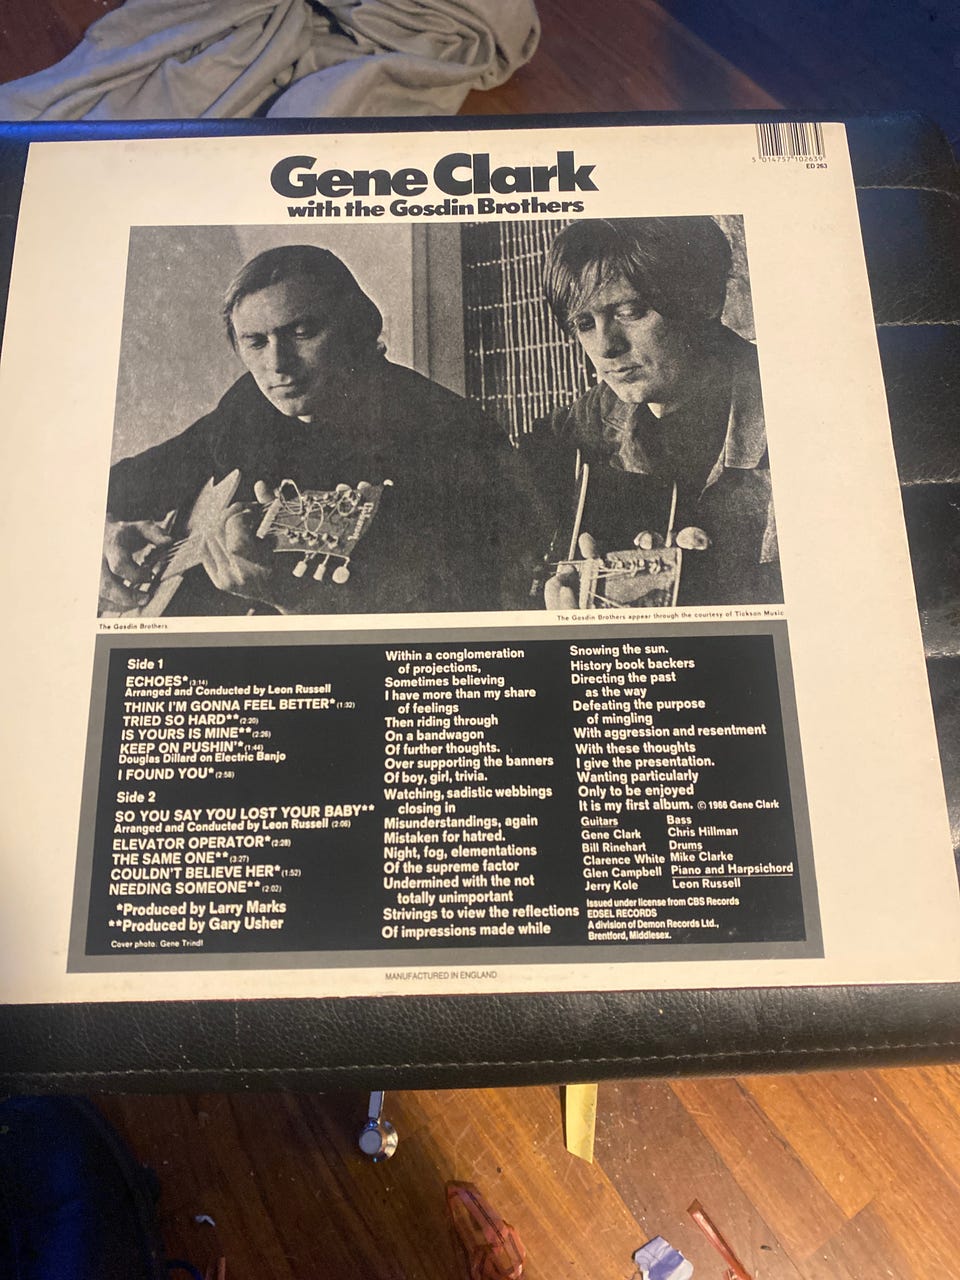 Gene Clark
with the Gosdin Brothers
5 014757 102639
ED 263
Gibson
The Gosdin Brothers
The Gosdin Brothers appear through the courtesy of Tickson Music
Side 1
ECHOES* (3:14)
Arranged and Conducted by Leon Russell
THINK I'M GONNA FEEL BETTER* (1:32)
TRIED SO HARD** (2:20)
IS YOURS IS MINE** (2:26)
KEEP ON PUSHIN'* (1:44)
Douglas Dillard on Electric Banjo
I FOUND YOU* (2:58)
Side 2
SO YOU SAY YOU LOST YOUR BABY**
Arranged and Conducted by Leon Russell (2:06)
ELEVATOR OPERATOR* (2:28)
THE SAME ONE** (3:27)
COULDN'T BELIEVE HER* (1:52)
NEEDING SOMEONE** (2:02)
*Produced by Larry Marks
**Produced by Gary Usher
Cover photo: Gene Trindl
Within a conglomeration
of projections,
Sometimes believing
I have more than my share
of feelings
Then riding through
On a bandwagon
Of further thoughts.
Over supporting the banners
Of boy, girl, trivia.
Watching, sadistic webbings
closing in
Misunderstandings, again
Mistaken for hatred.
Night, fog, elementations
Of the supreme factor
Undermined with the not
totally unimportant
Strivings to view the reflections
Of impressions made while
Snowing the sun.
History book backers
Directing the past
as the way
Defeating the purpose
of mingling
With aggression and resentment
With these thoughts
I give the presentation.
Wanting particularly
Only to be enjoyed
It is my first album. © 1966 Gene Clark
Guitars
Gene Clark
Bill Rinehart
Clarence White
Glen Campbell
Jerry Kole
Bass
Chris Hillman
Drums
Mike Clarke
Piano and Harpsichord
Leon Russell
Issued under license from CBS Records
EDSEL RECORDS
A division of Demon Records Ltd.,
Brentford, Middlesex.
MANUFACTURED IN ENGLAND